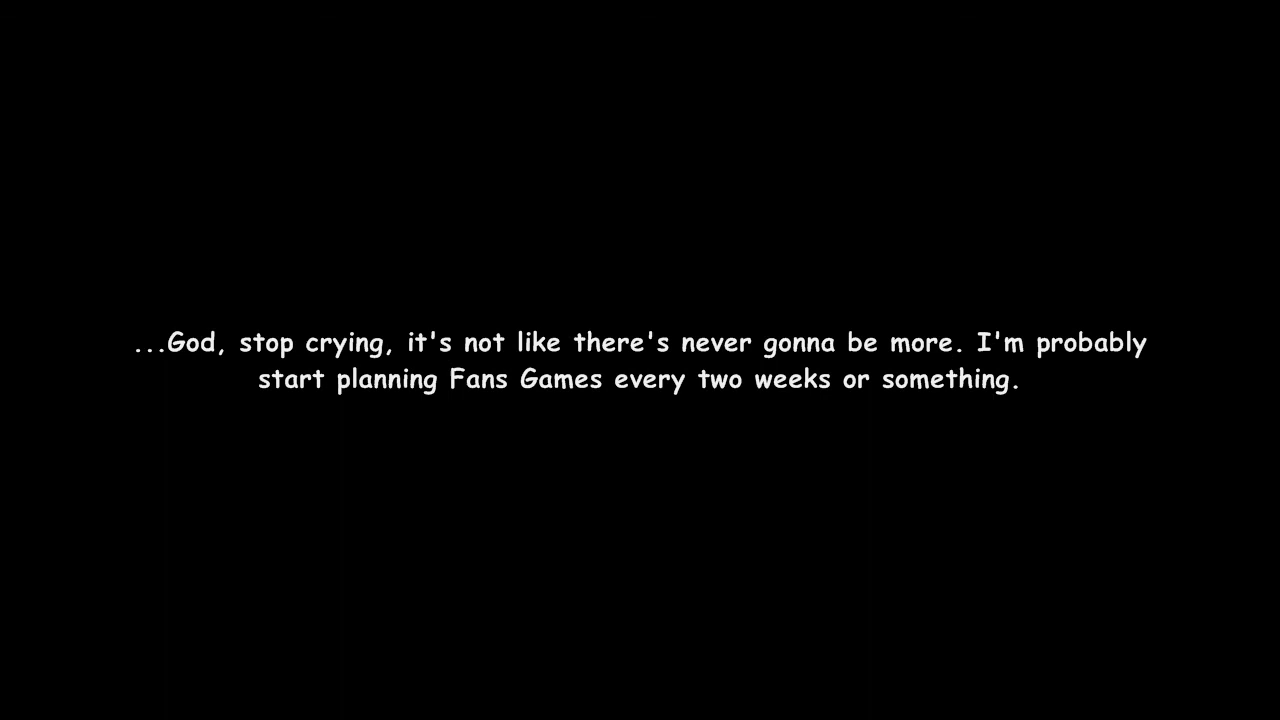 ...God, stop crying, it's not like there's never gonna be more. I'm probably
start planning Fans Games every two weeks or something.